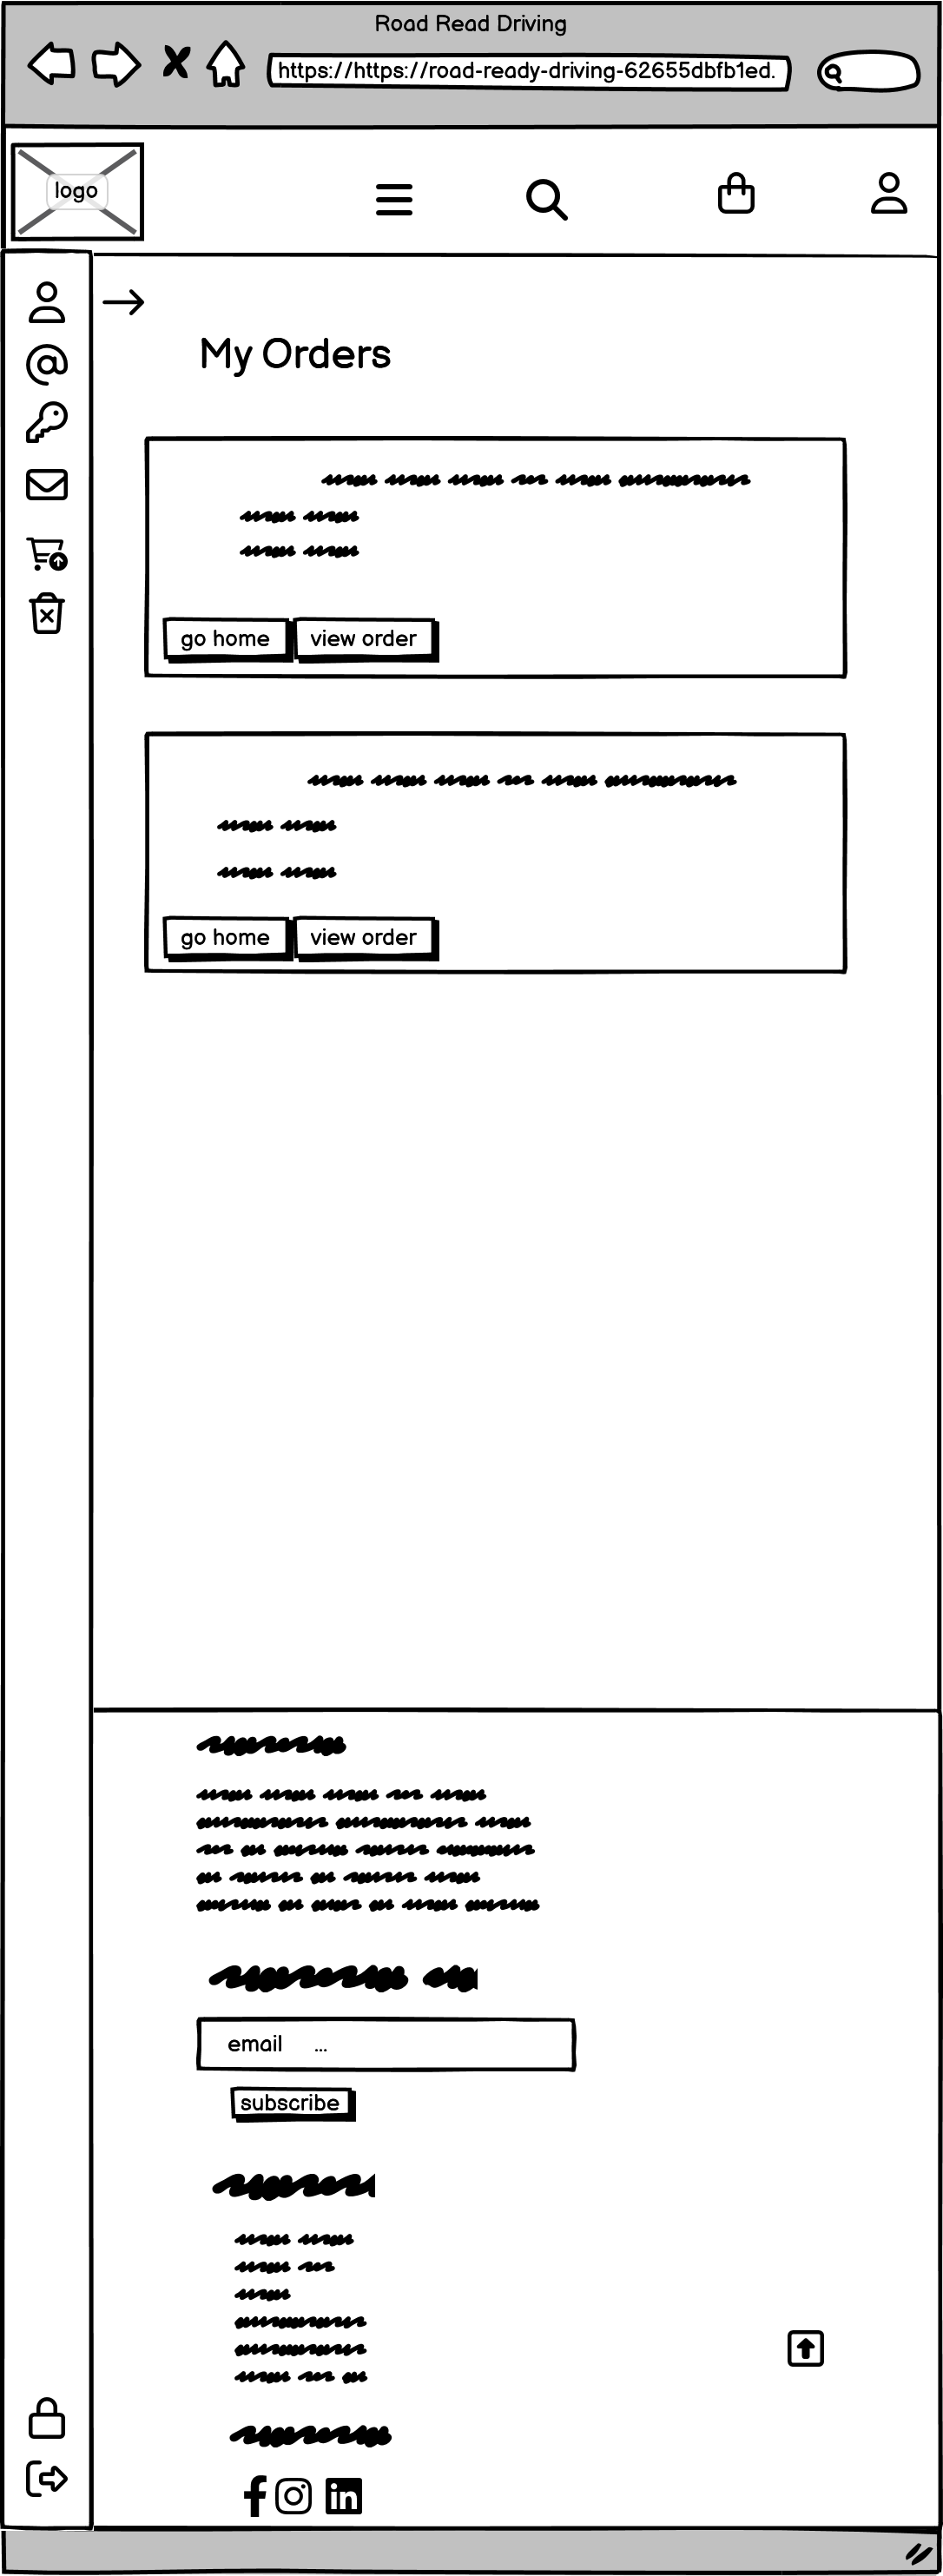 Road Read Driving
https://https://road-ready-driving-62655dbfb1ed.
logo
My Orders
go home
view order
go home
view order
email ...
subscribe